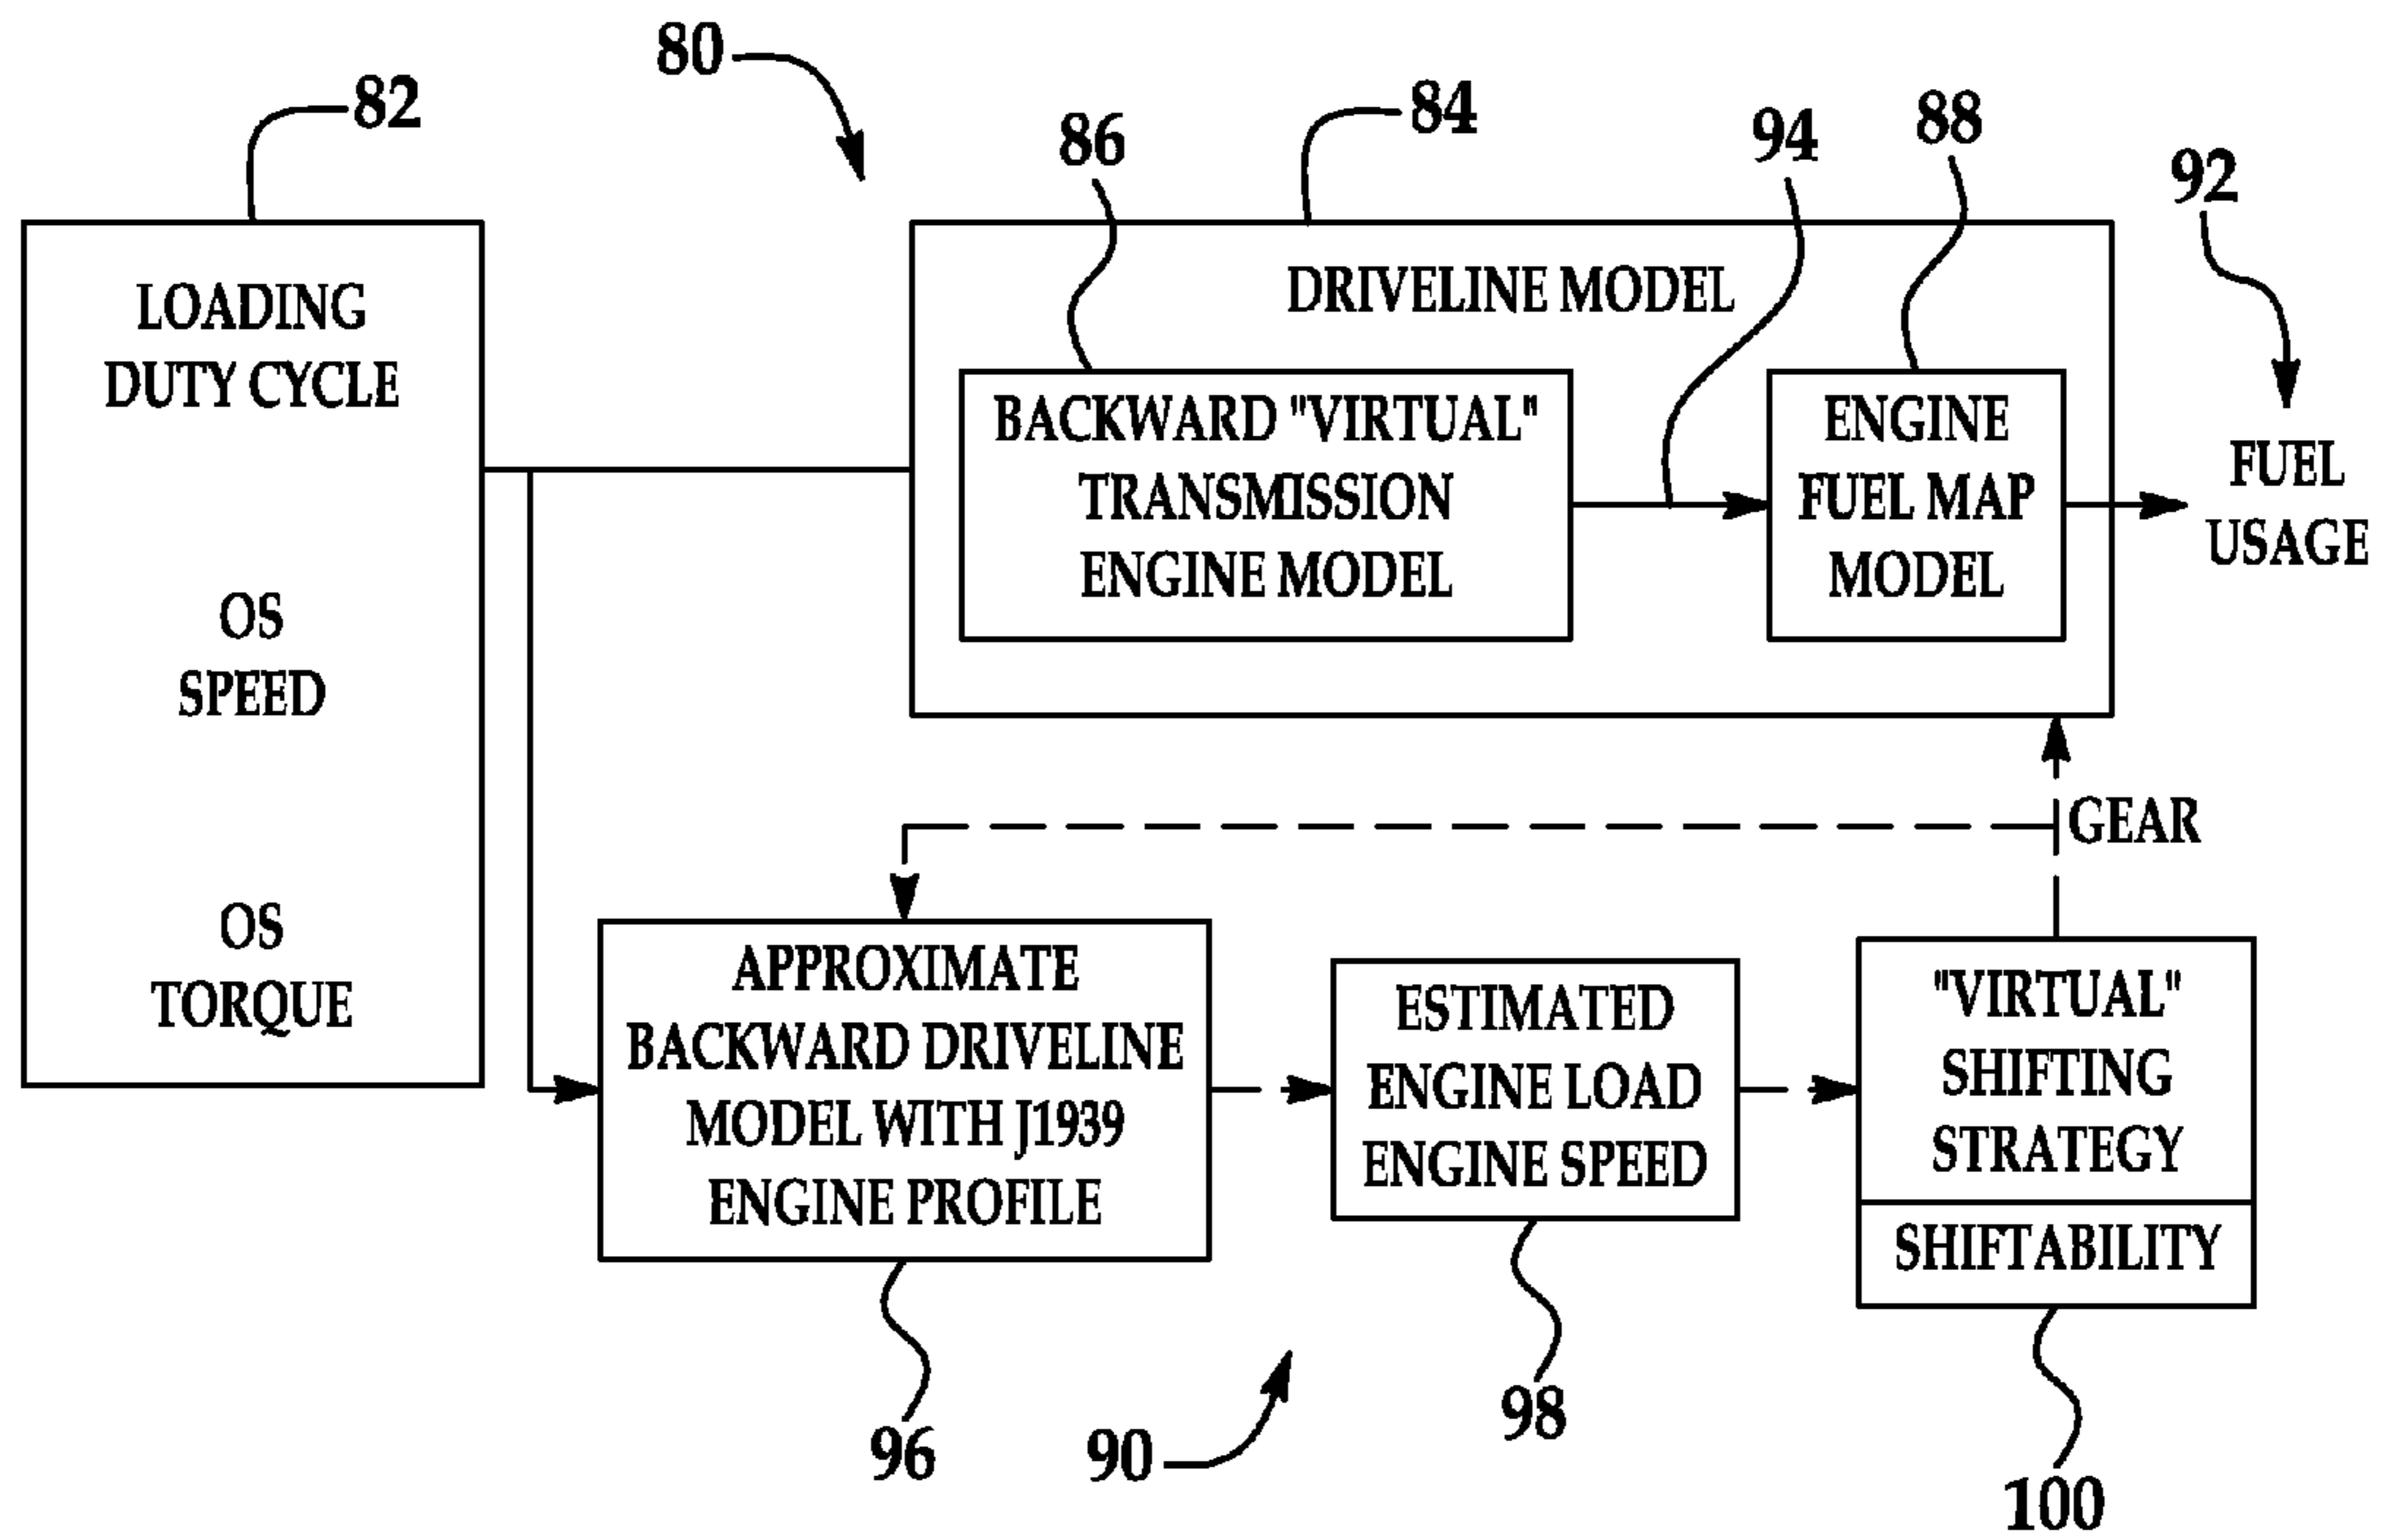 80
82
84
86
94
88
92
LOADING
DUTY CYCLE
OS
SPEED
OS
TORQUE
DRIVELINE MODEL
BACKWARD "VIRTUAL"
TRANSMISSION
ENGINE MODEL
ENGINE
FUEL MAP
MODEL
FUEL
USAGE
GEAR
APPROXIMATE
BACKWARD DRIVELINE
MODEL WITH J1939
ENGINE PROFILE
ESTIMATED
ENGINE LOAD
ENGINE SPEED
"VIRTUAL"
SHIFTING
STRATEGY
SHIFTABILITY
96
90
98
100